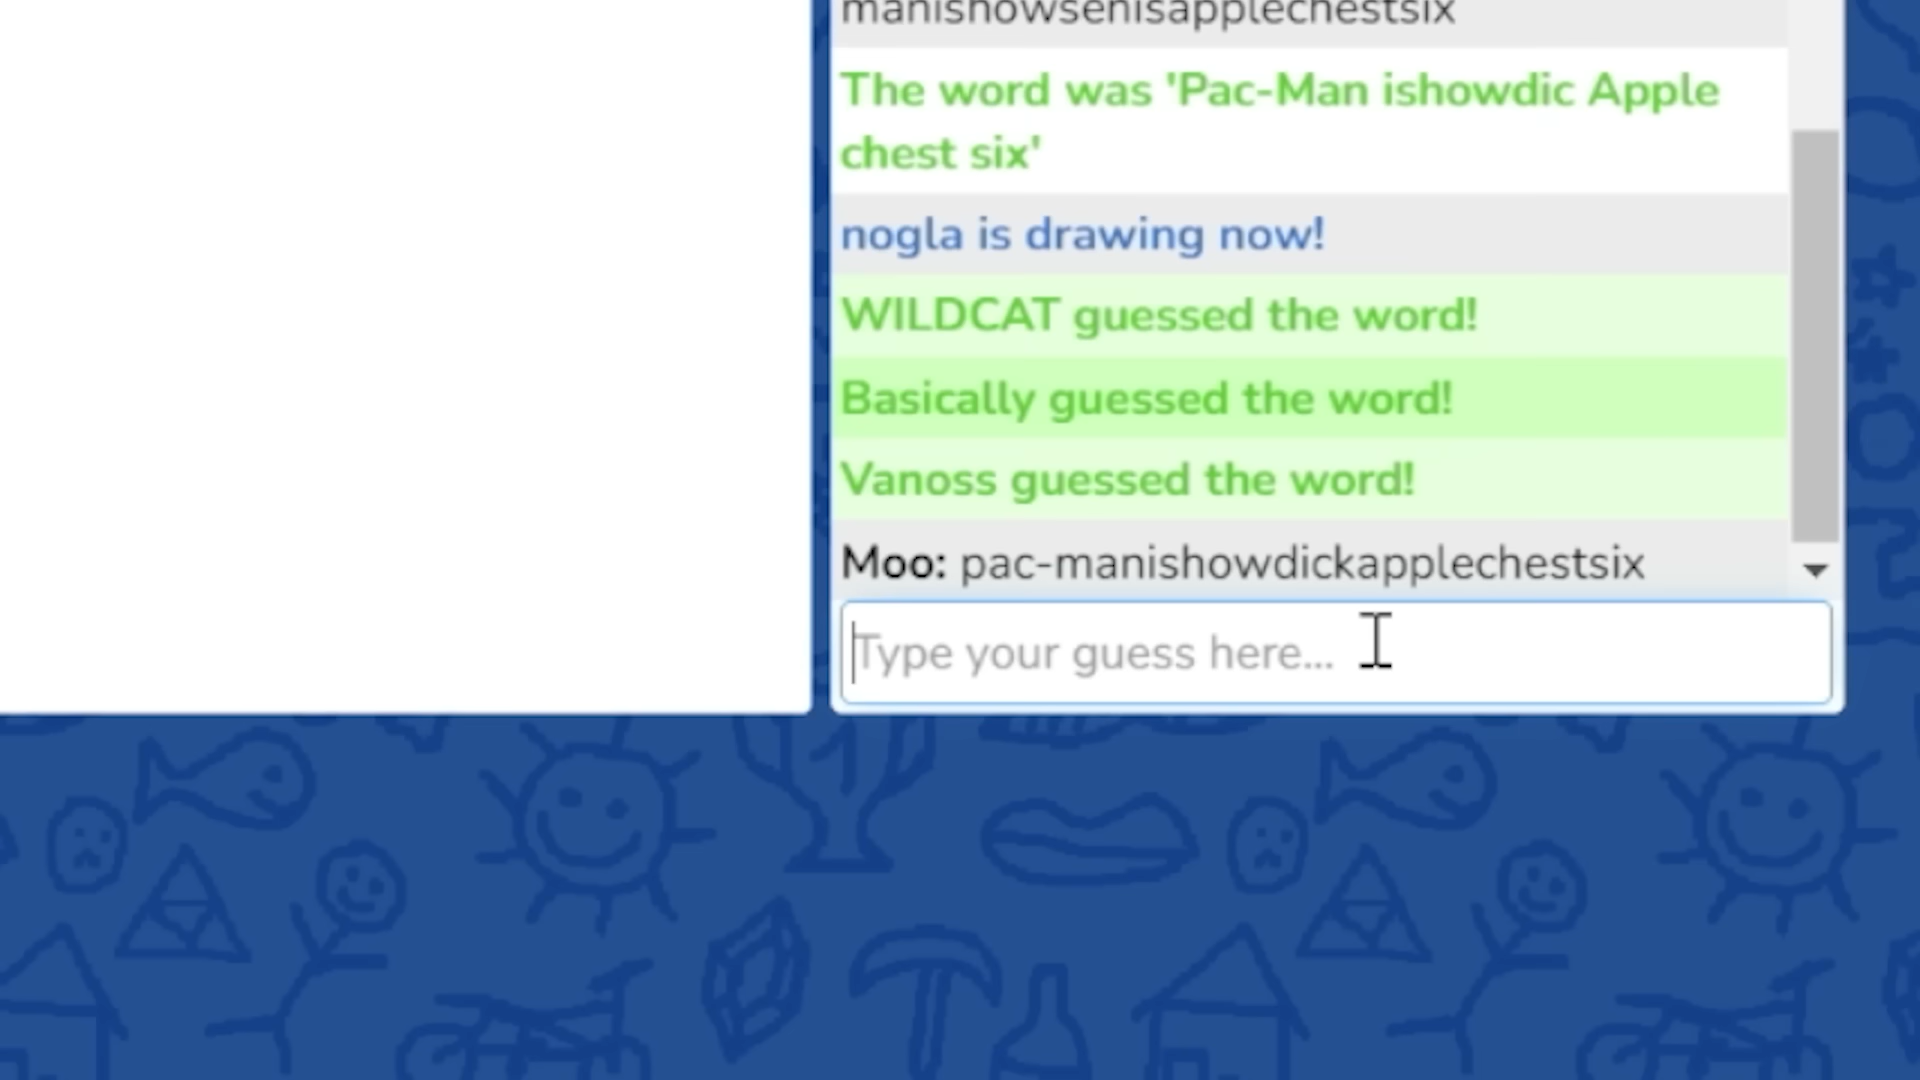 manishowsenisapplechestsix
The word was 'Pac-Man ishowdic Apple
chest six'
nogla is drawing now!
WILDCAT guessed the word!
Basically guessed the word!
Vanoss guessed the word!
Moo: pac-manishowdickapplechestsix
Type your guess here...